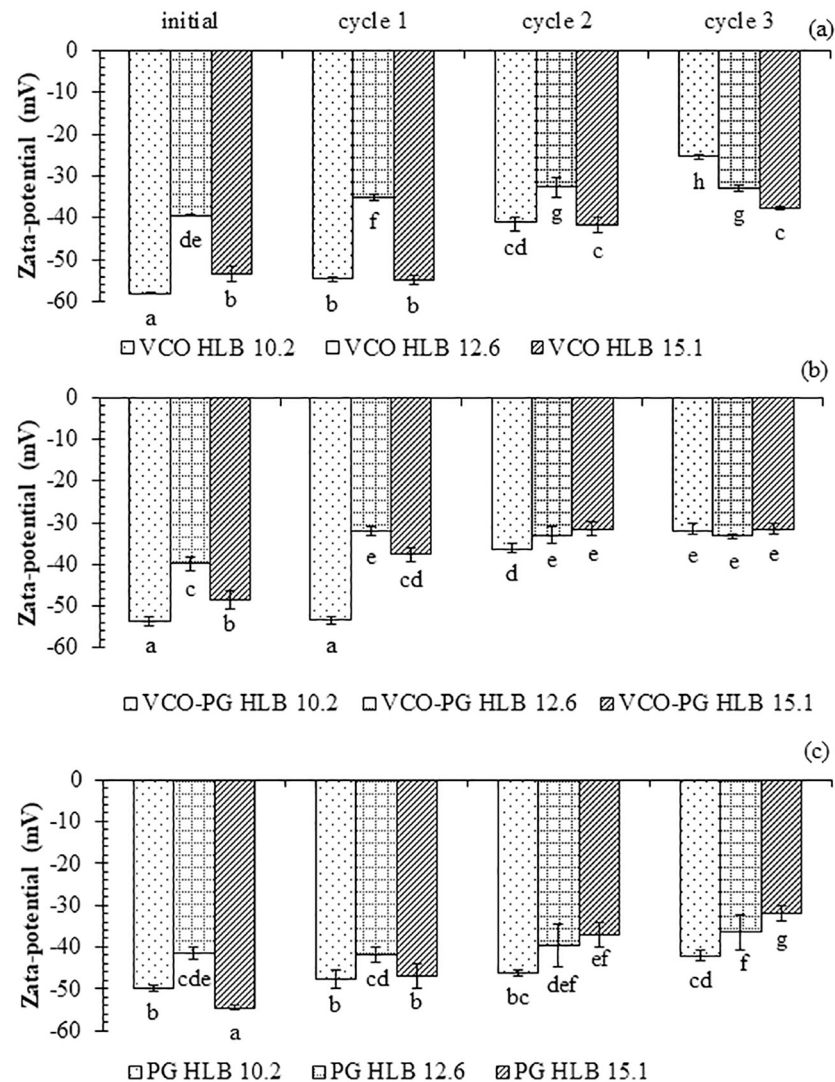 initial cycle 1 cycle 2 cycle 3 (a)
0
-10
-20
-30
-40
-50
-60
Zata-potential (mV)
a de b b f b cd g c h g c
VCO HLB 10.2 VCO HLB 12.6 VCO HLB 15.1
(b)
0
-10
-20
-30
-40
-50
-60
Zata-potential (mV)
a c b a e cd d e e e e e
VCO-PG HLB 10.2 VCO-PG HLB 12.6 VCO-PG HLB 15.1
(c)
0
-10
-20
-30
-40
-50
-60
Zata-potential (mV)
b cde a b cd b bc def ef cd f g
PG HLB 10.2 PG HLB 12.6 PG HLB 15.1